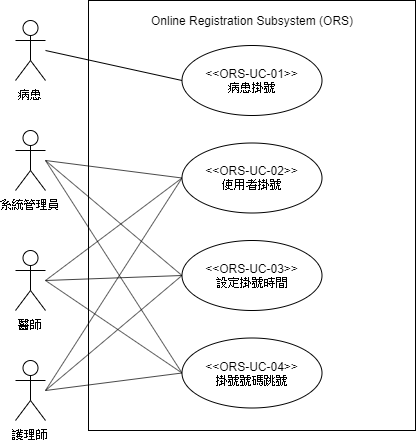 Online Registration Subsystem (ORS)
<<ORS-UC-01>>
病患掛號
病患
<<ORS-UC-02>>
使用者掛號
系統管理員
<<ORS-UC-03>>
設定掛號時間
醫師
<<ORS-UC-04>>
掛號號碼跳號
護理師